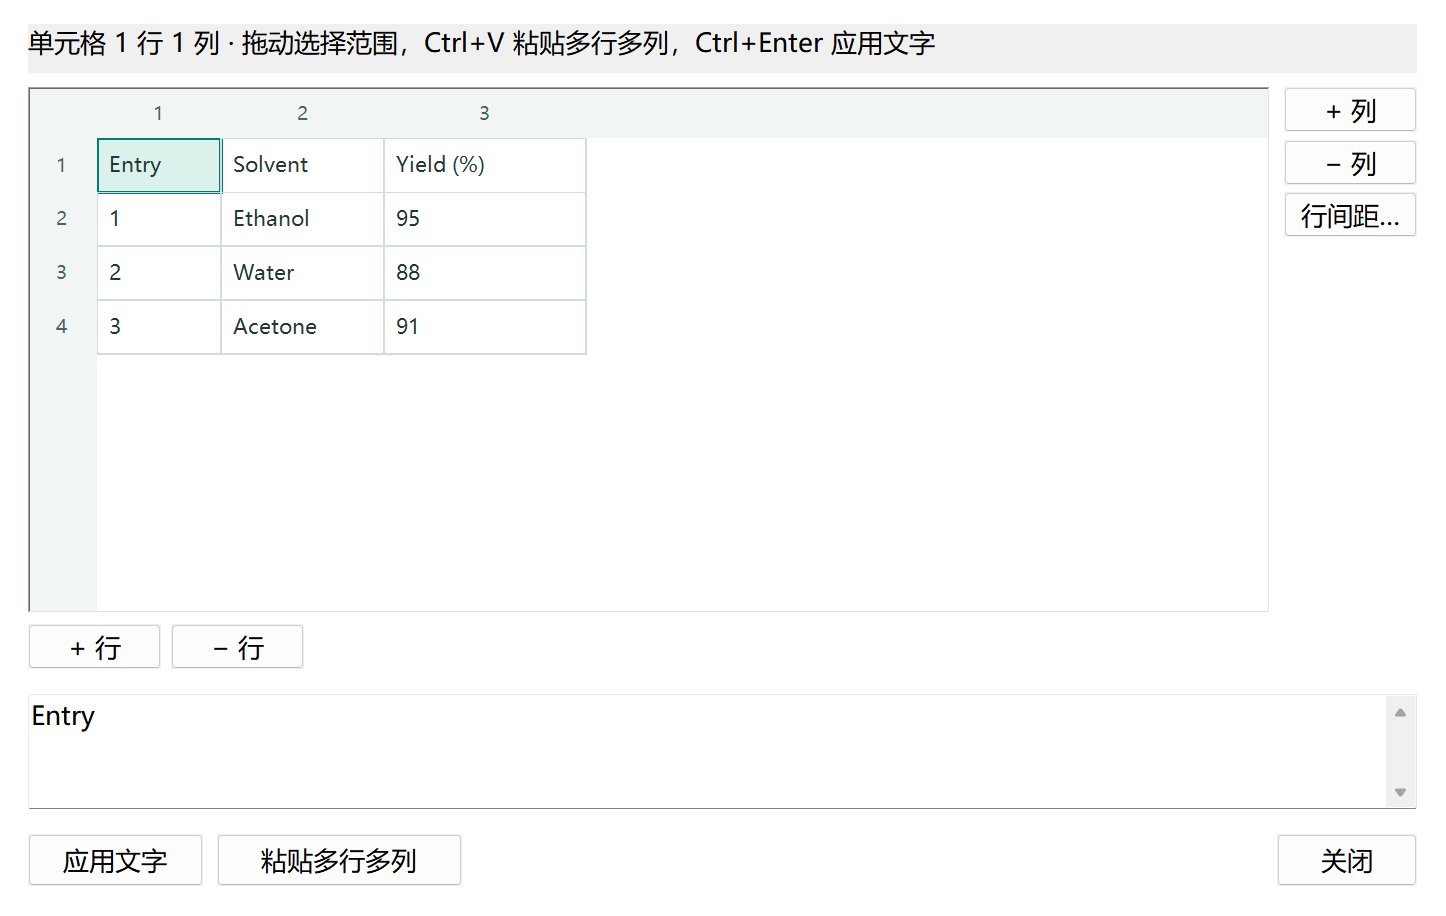 单元格 1 行 1 列 · 拖动选择范围，Ctrl+V 粘贴多行多列，Ctrl+Enter 应用文字
1 2 3
1 Entry Solvent Yield (%)
2 1 Ethanol 95
3 2 Water 88
4 3 Acetone 91
+ 列
− 列
行间距...
+ 行 − 行
Entry
应用文字 粘贴多行多列 关闭